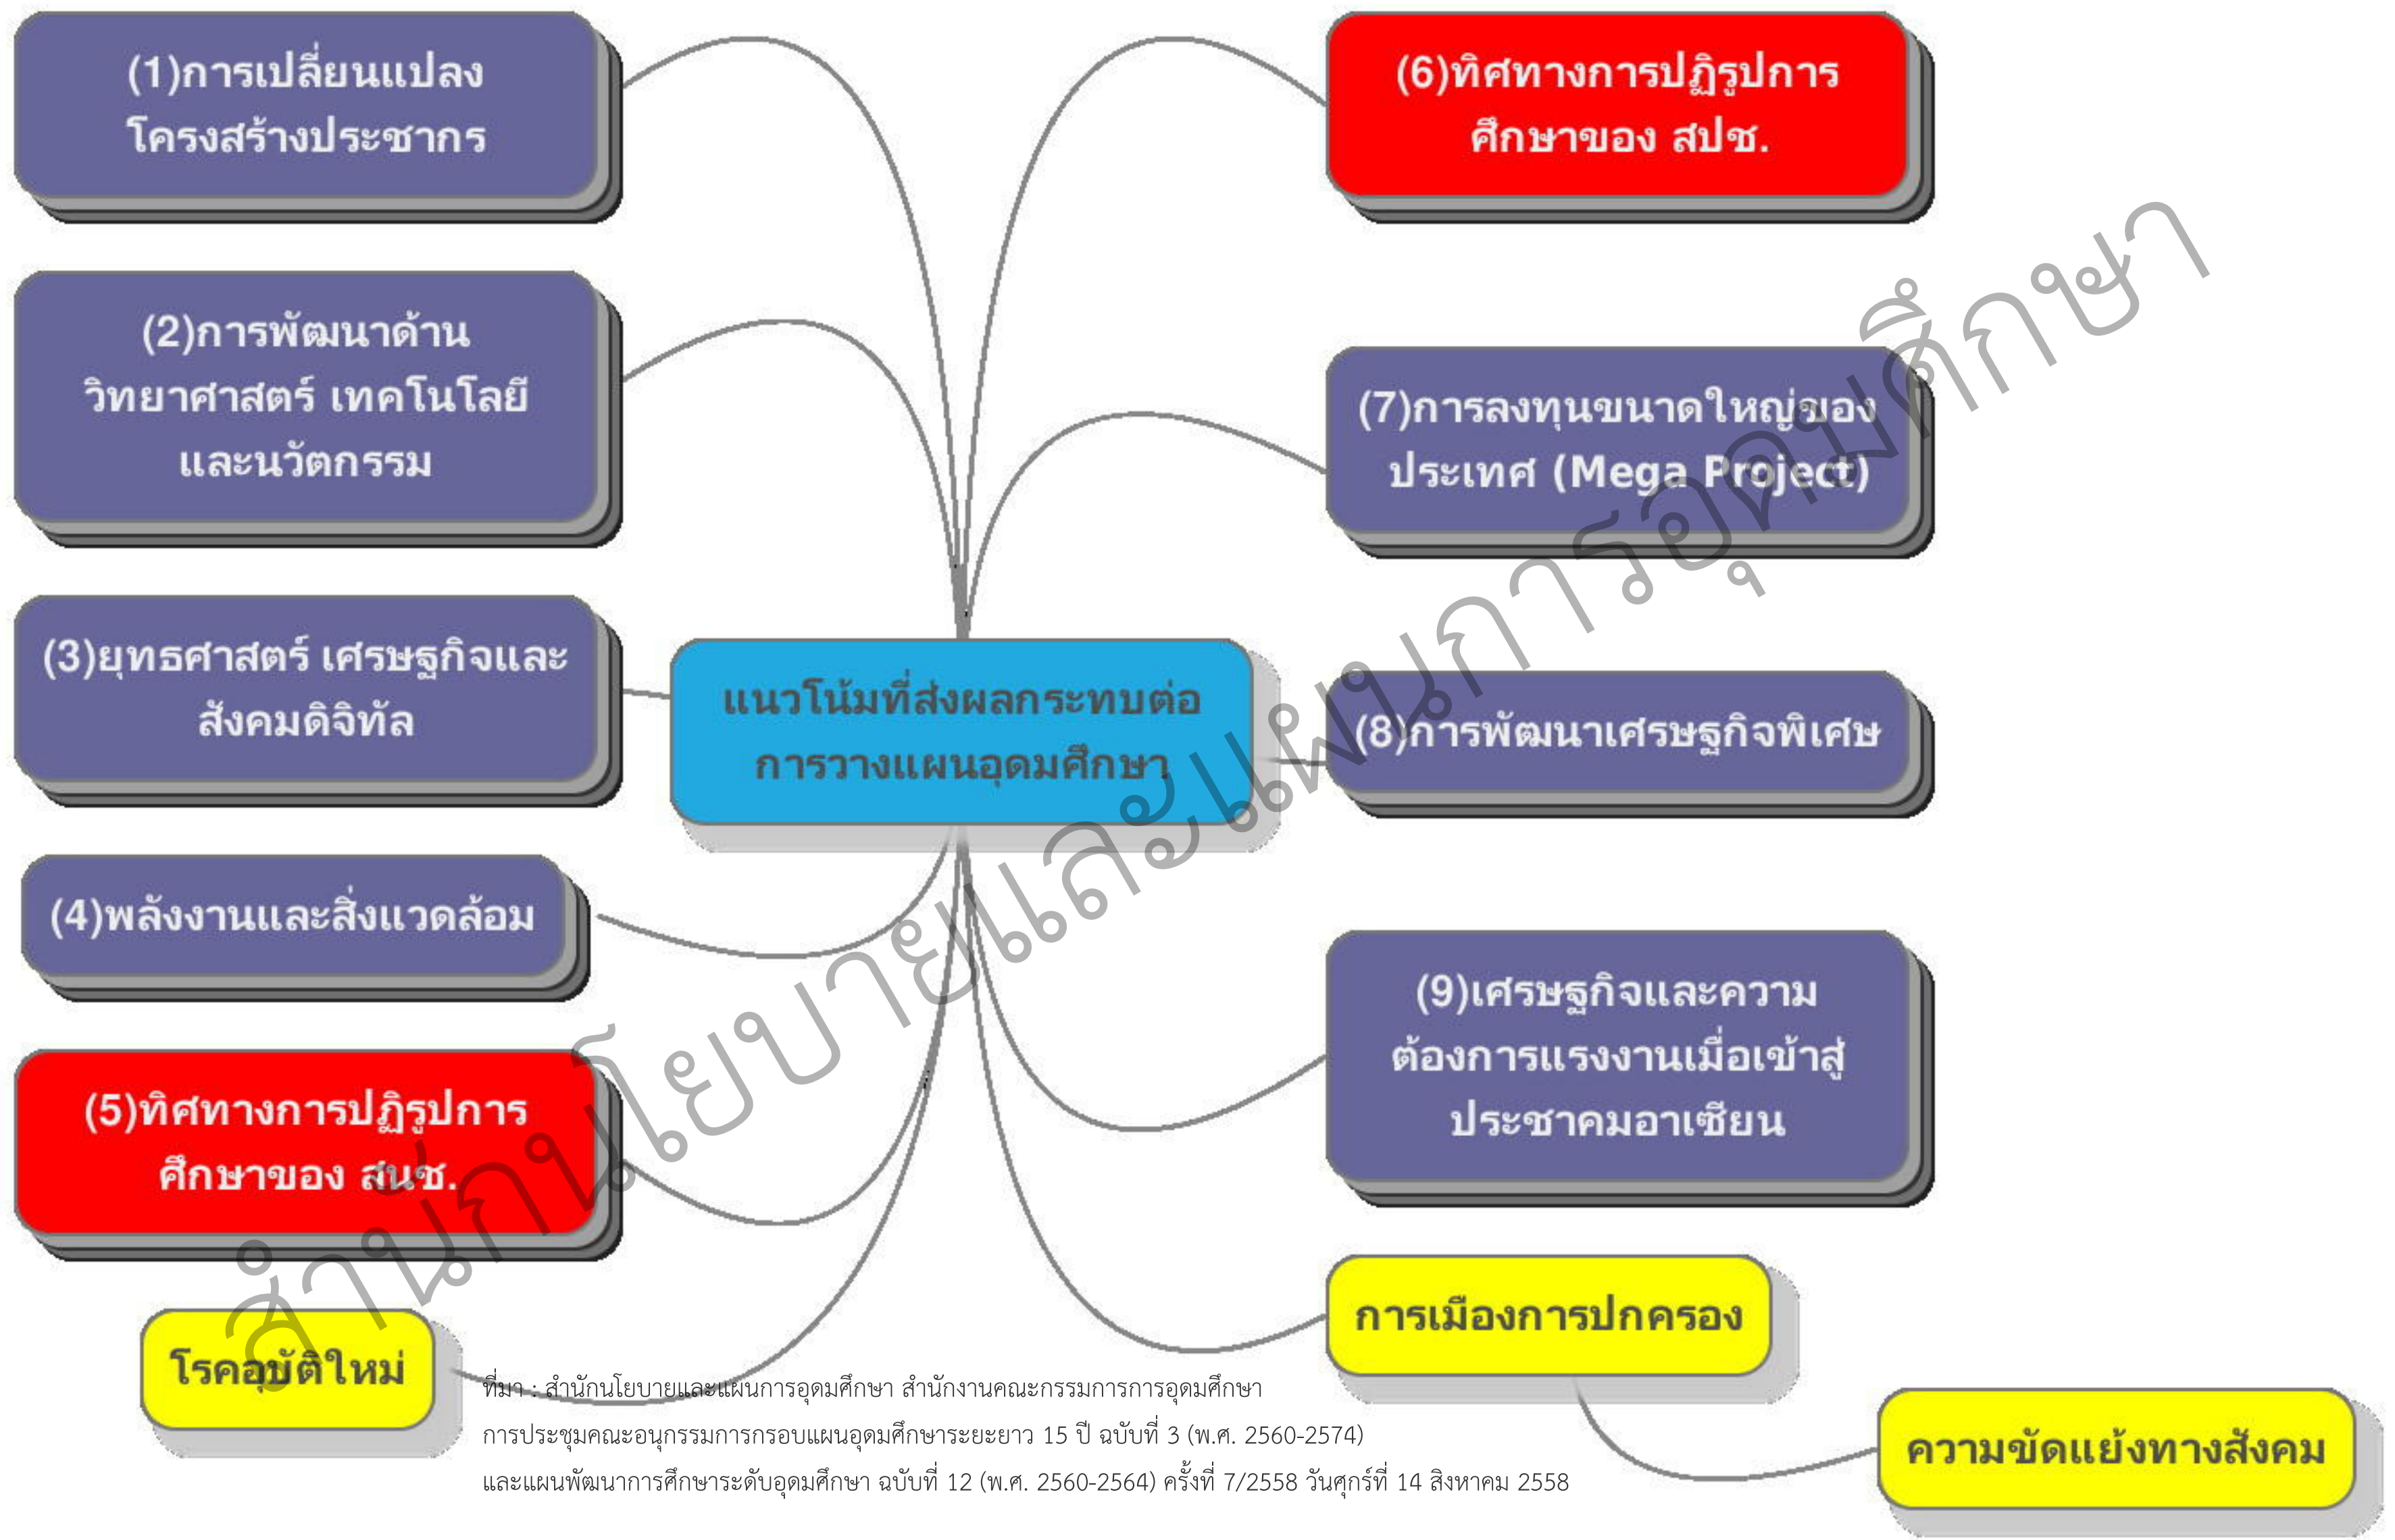 (1)การเปลี่ยนแปลง
โครงสร้างประชากร
(2)การพัฒนาด้าน
วิทยาศาสตร์ เทคโนโลยี
และนวัตกรรม
(3)ยุทธศาสตร์ เศรษฐกิจและ
สังคมดิจิทัล
(4)พลังงานและสิ่งแวดล้อม
(5)ทิศทางการปฏิรูปการ
ศึกษาของ สนช.
โรคอุบัติใหม่
แนวโน้มที่ส่งผลกระทบต่อ
การวางแผนอุดมศึกษา
(6)ทิศทางการปฏิรูปการ
ศึกษาของ สปช.
(7)การลงทุนขนาดใหญ่ของ
ประเทศ (Mega Project)
(8)การพัฒนาเศรษฐกิจพิเศษ
(9)เศรษฐกิจและความ
ต้องการแรงงานเมื่อเข้าสู่
ประชาคมอาเซียน
การเมืองการปกครอง
ความขัดแย้งทางสังคม
ที่มา : สำนักนโยบายและแผนการอุดมศึกษา สำนักงานคณะกรรมการการอุดมศึกษา
การประชุมคณะอนุกรรมการกรอบแผนอุดมศึกษาระยะยาว 15 ปี ฉบับที่ 3 (พ.ศ. 2560-2574)
และแผนพัฒนาการศึกษาระดับอุดมศึกษา ฉบับที่ 12 (พ.ศ. 2560-2564) ครั้งที่ 7/2558 วันศุกร์ที่ 14 สิงหาคม 2558
สำนักนโยบายและแผนการอุดมศึกษา